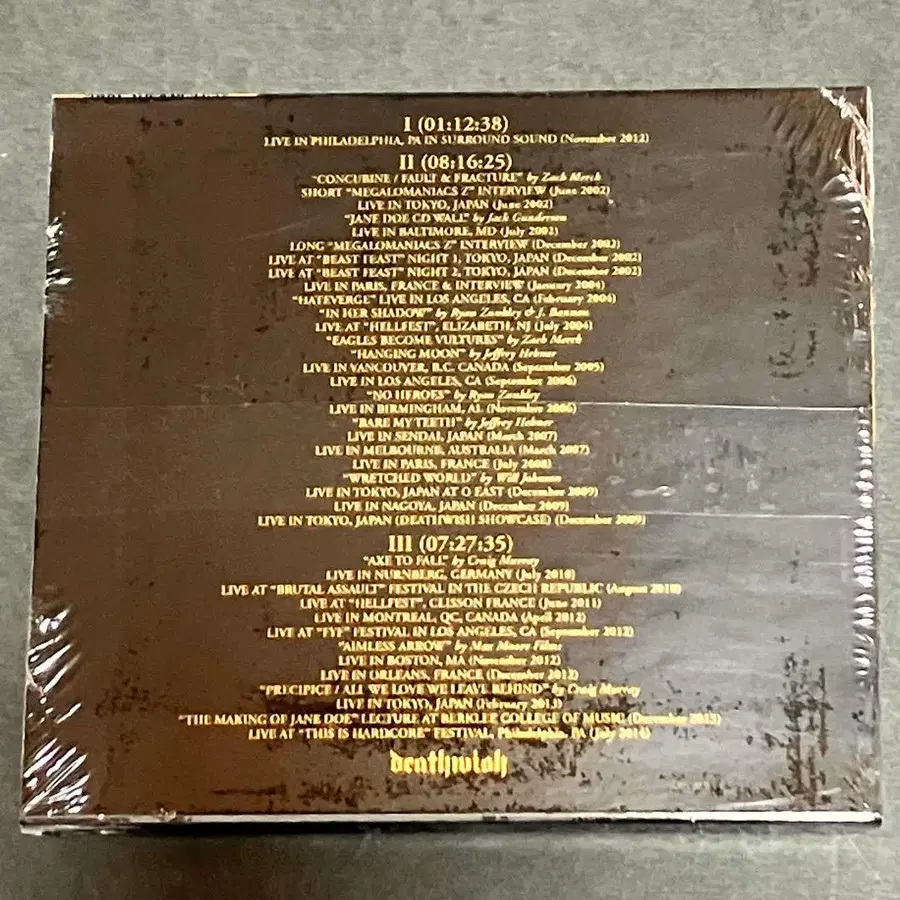 I (01:12:38)
LIVE IN PHILADELPHIA, PA IN SURROUND SOUND (November 2012)
II (08:16:25)
"CONCUBINE / FAULT & FRACTURE" by Zach Merck
SHORT "MEGALOMANIACS Z" INTERVIEW (June 2002)
LIVE IN TOKYO, JAPAN (June 2002)
"JANE DOE CD WALL" by Jack Gundersen
LIVE IN BALTIMORE, MD (July 2002)
LONG "MEGALOMANIACS Z" INTERVIEW (December 2002)
LIVE AT "BEAST FEAST" NIGHT 1, TOKYO, JAPAN (December 2002)
LIVE AT "BEAST FEAST" NIGHT 2, TOKYO, JAPAN (December 2002)
LIVE IN PARIS, FRANCE & INTERVIEW (January 2004)
"HATEVERGE" LIVE IN LOS ANGELES, CA (February 2004)
"IN HER SHADOW" by Ryan Zunkley & J. Bannon
LIVE AT "HELLFEST", ELIZABETH, NJ (July 2004)
"EAGLES BECOME VULTURES" by Zach Merck
"HANGING MOON" by Jeffrey Hebner
LIVE IN VANCOUVER, B.C. CANADA (September 2005)
LIVE IN LOS ANGELES, CA (September 2006)
"NO HEROES" by Ryan Zunkley
LIVE IN BIRMINGHAM, AL (November 2006)
"BARE MY TEETH" by Jeffrey Hebner
LIVE IN SENDAI, JAPAN (March 2007)
LIVE IN MELBOURNE, AUSTRALIA (March 2007)
LIVE IN PARIS, FRANCE (July 2008)
"WRETCHED WORLD" by Will
LIVE IN TOKYO, JAPAN AT O EAST (December 2009)
LIVE IN NAGOYA, JAPAN (December 2009)
LIVE IN TOKYO, JAPAN (DEATHWISH SHOWCASE) (December 2009)
III (07:27:35)
"AXE TO FALL" by Craig Murray
LIVE IN NURNBERG, GERMANY (July 2010)
LIVE AT "BRUTAL ASSAULT" FESTIVAL IN THE CZECH REPUBLIC (August 2010)
LIVE AT "HELLFEST", CLISSON FRANCE (June 2011)
LIVE IN MONTREAL, QC, CANADA (April 2012)
LIVE AT "FYF" FESTIVAL IN LOS ANGELES, CA (September 2012)
"AIMLESS ARROW" by Max Moore Films
LIVE IN BOSTON, MA (November 2012)
LIVE IN ORLEANS, FRANCE (December 2012)
"PRECIPICE / ALL WE LOVE WE LEAVE BEHIND" by Craig Murray
LIVE IN TOKYO, JAPAN (February 2013)
"THE MAKING OF JANE DOE" LECTURE AT BERKLEE COLLEGE OF MUSIC (December 2013)
LIVE AT "THIS IS HARDCORE" FESTIVAL, Philadelphia, PA (July 2014)
deathwish